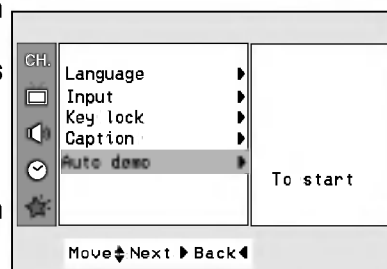 CH.
Language
Input
Key lock
Caption
Auto demo
To start
Move Next Back